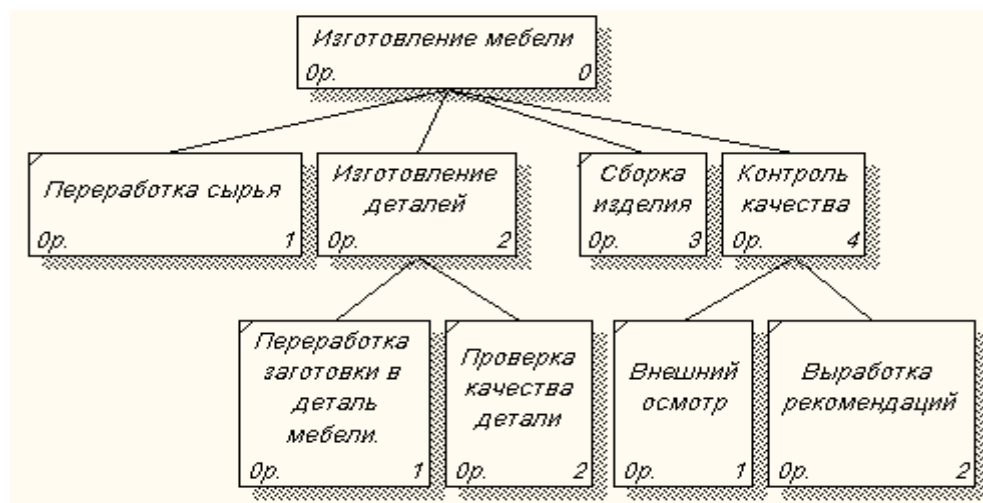 Изготовление мебели
0р. 0
Переработка сырья
0р. 1
Изготовление
деталей
0р. 2
Сборка
изделия
0р. 3
Контроль
качества
0р. 4
Переработка
заготовки в
деталь
мебели.
0р. 1
Проверка
качества
детали
0р. 2
Внешний
осмотр
0р. 1
Выработка
рекомендаций
0р. 2